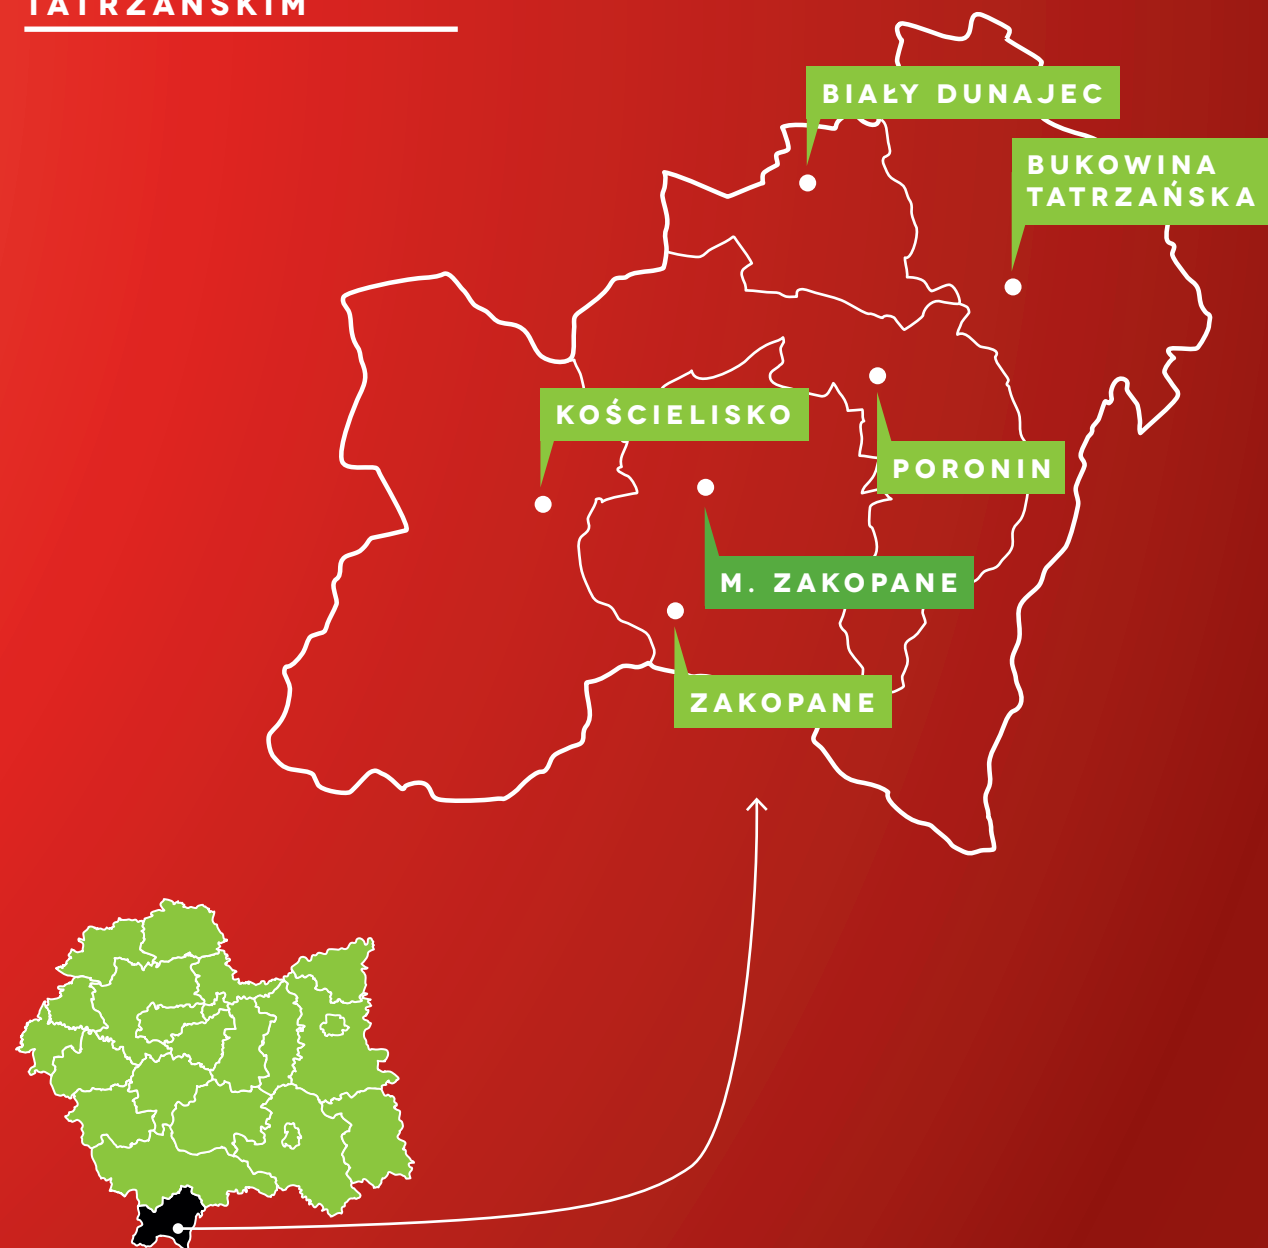 TATRZAŃSKIM
BIAŁY DUNAJEC
BUKOWINA
TATRZAŃSKA
KOŚCIELISKO
PORONIN
M. ZAKOPANE
ZAKOPANE